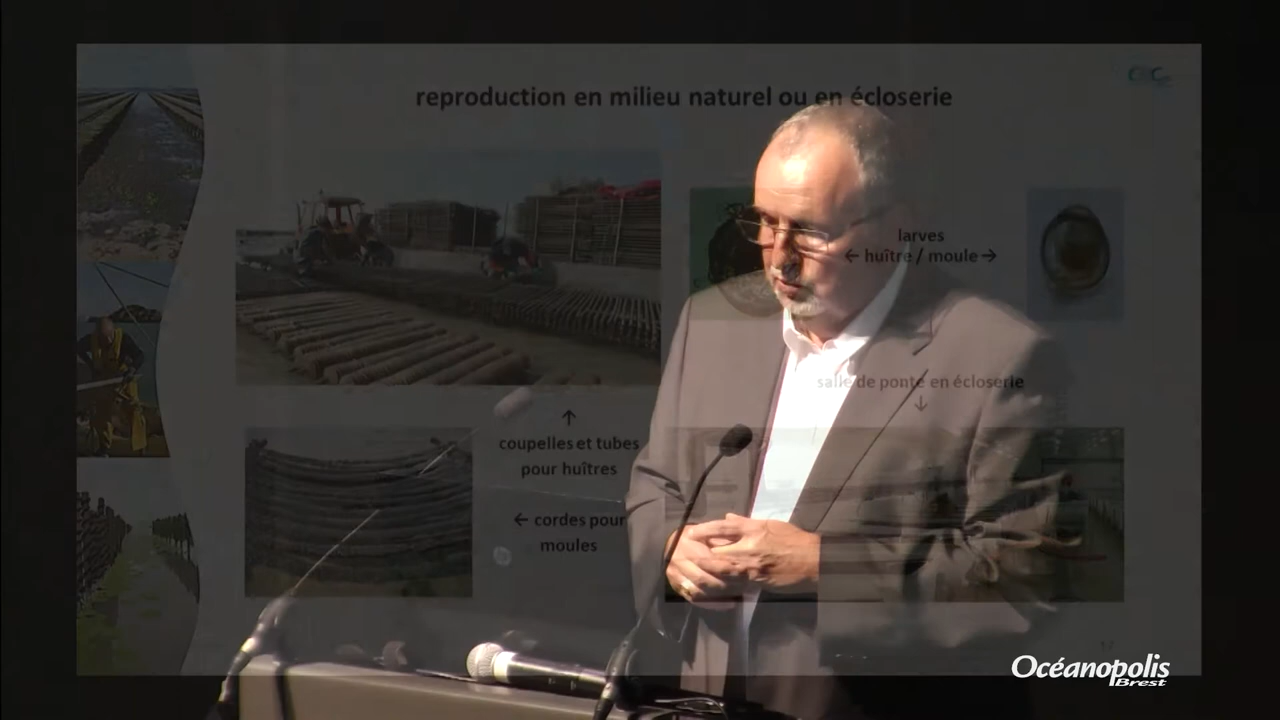 reproduction en milieu naturel ou en écloserie
larves
← huître / moule →
salle de ponte en écloserie
↓
↑
coupelles et tubes
pour huîtres
← cordes pour
moules
Océanopolis
Brest